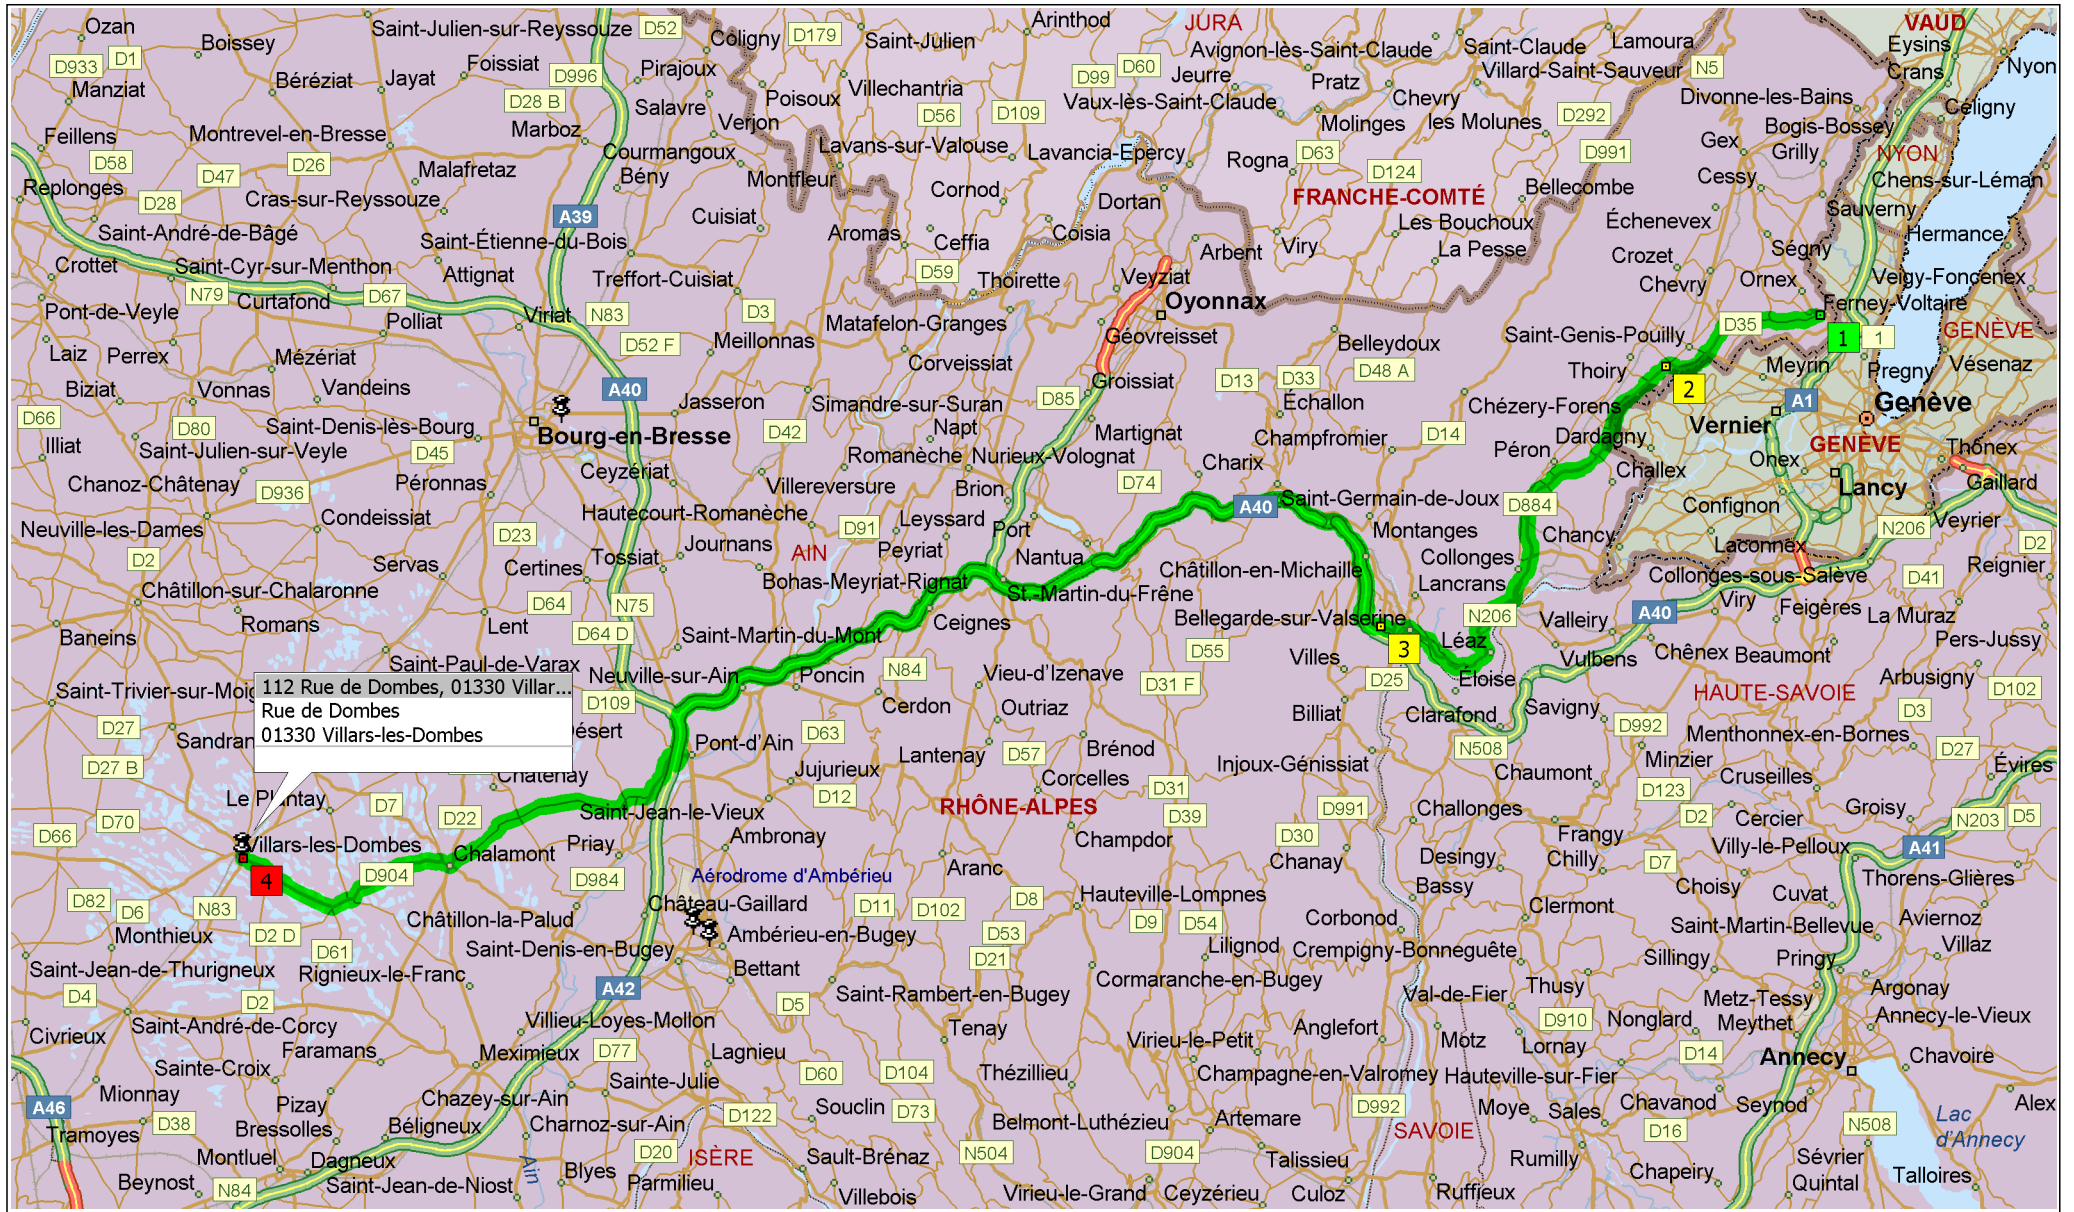 Ozan
Saint-Julien-sur-Reyssouze
D52
Coligny
D179
Saint-Julien
Arinthod
JURA
Avignon-lès-Saint-Claude
Saint-Claude
Lamoura
VAUD
Eysins
D933
D1
Boissey
Foissiat
D996
Pirajoux
D99
D60
Jeurre
Pratz
Villard-Saint-Sauveur
N5
Crans
Nyon
Manziat
Béréziat
Jayat
D28 B
Salavre
Poisoux
Villechantria
D56
D109
Vaux-lès-Saint-Claude
Chevry
Divonne-les-Bains
Céligny
Feillens
Montrevel-en-Bresse
Marboz
Verjon
Molinges
les Molunes
D292
Bogis-Bossey
D58
D47
D26
Malafretaz
Courmangoux
Lavans-sur-Valouse
Lavancia-Epercy
Rogna
D63
D991
Gex
Grilly
NYON
Replonges
D28
Cras-sur-Reyssouze
Bény
Montfleur
Cornod
Dortan
D124
FRANCHE-COMTÉ
Bellecombe
Cessy
Chens-sur-Léman
Saint-André-de-Bâgé
A39
Cuisiat
Aromas
Ceffia
Coisia
Arbent
Viry
Les Bouchoux
La Pesse
Échenevex
Sauverny
Hermance
Crottet
Saint-Cyr-sur-Menthon
Saint-Étienne-du-Bois
Attignat
Treffort-Cuisiat
D59
Thoirette
Veyziat
Crozet
Ségny
Veigy-Foncenex
N79
Curtafond
D67
Pont-de-Veyle
Polliat
Viriat
N83
D3
Matafelon-Granges
Oyonnax
Chevry
Ornex
Ferney-Voltaire
Laiz
Perrex
Mézériat
D52 F
Meillonnas
Corveissiat
Géovreisset
Belleydoux
Saint-Genis-Pouilly
D35
1
1
GENÈVE
Biziat
Vonnas
Vandeins
A40
Jasseron
Simandre-sur-Suran
D85
Groissiat
D13
D33
D48 A
Échallon
Thoiry
2
Meyrin
Pregny
Vésenaz
D66
D80
Saint-Denis-lès-Bourg
Bourg-en-Bresse
D42
Napt
Martignat
Champfromier
D14
Chézery-Forens
A1
Genève
Vernier
Illiat
Saint-Julien-sur-Veyle
D45
Ceyzériat
Romanèche
Nurieux-Volognat
Charix
Péron
Dardagny
Challex
Onex
GENÈVE
Thônex
Chanoz-Châtenay
D936
Péronnas
Villereversure
Brion
D74
A40
Saint-Germain-de-Joux
D884
Lancy
Gaillard
Neuville-les-Dames
Condeissiat
D23
Hautecourt-Romanèche
D91
Leyssard
Port
Montanges
Chancy
Confignon
N206
Veyrier
D2
D2
Servas
Tossiat
Journans
AIN
Peyriat
Nantua
Collonges
Laconnex
Reignier
Châtillon-sur-Chalaronne
Certines
Bohas-Meyriat-Rignat
St.-Martin-du-Frêne
Châtillon-en-Michaille
Lancrans
Collonges-sous-Salève
D41
Romans
D64
N75
Ceignes
Bellegarde-sur-Valserine
N206
Valleiry
A40
Viry
Feigères
La Muraz
Baneins
Lent
D64 D
Saint-Martin-du-Mont
D55
3
Léaz
Vulbens
Chênex
Beaumont
Pers-Jussy
Saint-Paul-de-Varax
Neuville-sur-Ain
Poncin
N84
Vieu-d'Izenave
D31 F
Villes
D25
Éloise
HAUTE-SAVOIE
Arbusigny
D102
Saint-Trivier-sur-Moig
112 Rue de Dombes, 01330 Villar...
Rue de Dombes
01330 Villars-les-Dombes
D109
Cerdon
Outriaz
Billiat
Clarafond
Savigny
D992
D3
D27
Sandran
ésert
Pont-d'Ain
D63
Lantenay
D57
Brénod
N508
Minzier
Menthonnex-en-Bornes
D27
D27 B
Châtenay
Jujurieux
Corcelles
Injoux-Génissiat
Chaumont
Cruseilles
Évires
Le Plantay
D7
D22
Saint-Jean-le-Vieux
D12
RHÔNE-ALPES
D31
D991
Challonges
D123
Groisy
N203
D5
D66
D70
Villars-les-Dombes
Chalamont
Priay
Ambronay
Champdor
D39
D30
Frangy
D2
Cercier
4
D904
D984
Aérodrome d'Ambérieu
Aranc
Chanay
Desingy
Chilly
D7
Villy-le-Pelloux
A41
D82
D6
N83
Châtillon-la-Palud
Château-Gaillard
D11
D102
D8
Hauteville-Lompnes
Bassy
Choisy
Cuvat
Thorens-Glières
Monthieux
D2 D
D61
Saint-Denis-en-Bugey
Ambérieu-en-Bugey
D53
D9
D54
Corbonod
Clermont
Saint-Martin-Bellevue
Aviernoz
Saint-Jean-de-Thurigneux
Rignieux-le-Franc
Bettant
D21
Lilignod
Crempigny-Bonneguête
Sillingy
Pringy
Villaz
D4
D2
A42
D5
Saint-Rambert-en-Bugey
Cormaranche-en-Bugey
Val-de-Fier
Thusy
Metz-Tessy
Argonay
Civrieux
Saint-André-de-Corcy
Villieu-Loyes-Mollon
Tenay
Virieu-le-Petit
Anglefort
D910
Nonglard
Meythet
Annecy-le-Vieux
Faramans
Meximieux
D77
Lagnieu
Motz
Lornay
D14
Annecy
Chavoire
Sainte-Croix
Sainte-Julie
D60
D104
Thézillieu
Champagne-en-Valromey
Hauteville-sur-Fier
A46
Mionnay
Pizay
Chazey-sur-Ain
D122
Souclin
D73
Belmont-Luthézieu
Artemare
D992
Moye
Sales
Chavanod
Seynod
Alex
Tramoyes
D38
Bressolles
Béligneux
Charnoz-sur-Ain
SAVOIE
D16
N508
Lac
d'Annecy
Montluel
Dagneux
Ain
D20
ISÈRE
Sault-Brénaz
N504
D904
Talissieu
Rumilly
Chapeiry
Sévrier
Beynost
N84
Saint-Jean-de-Niost
Blyes
Parmilieu
Villebois
Virieu-le-Grand
Ceyzérieu
Culoz
Ruffieux
Quintal
Talloires